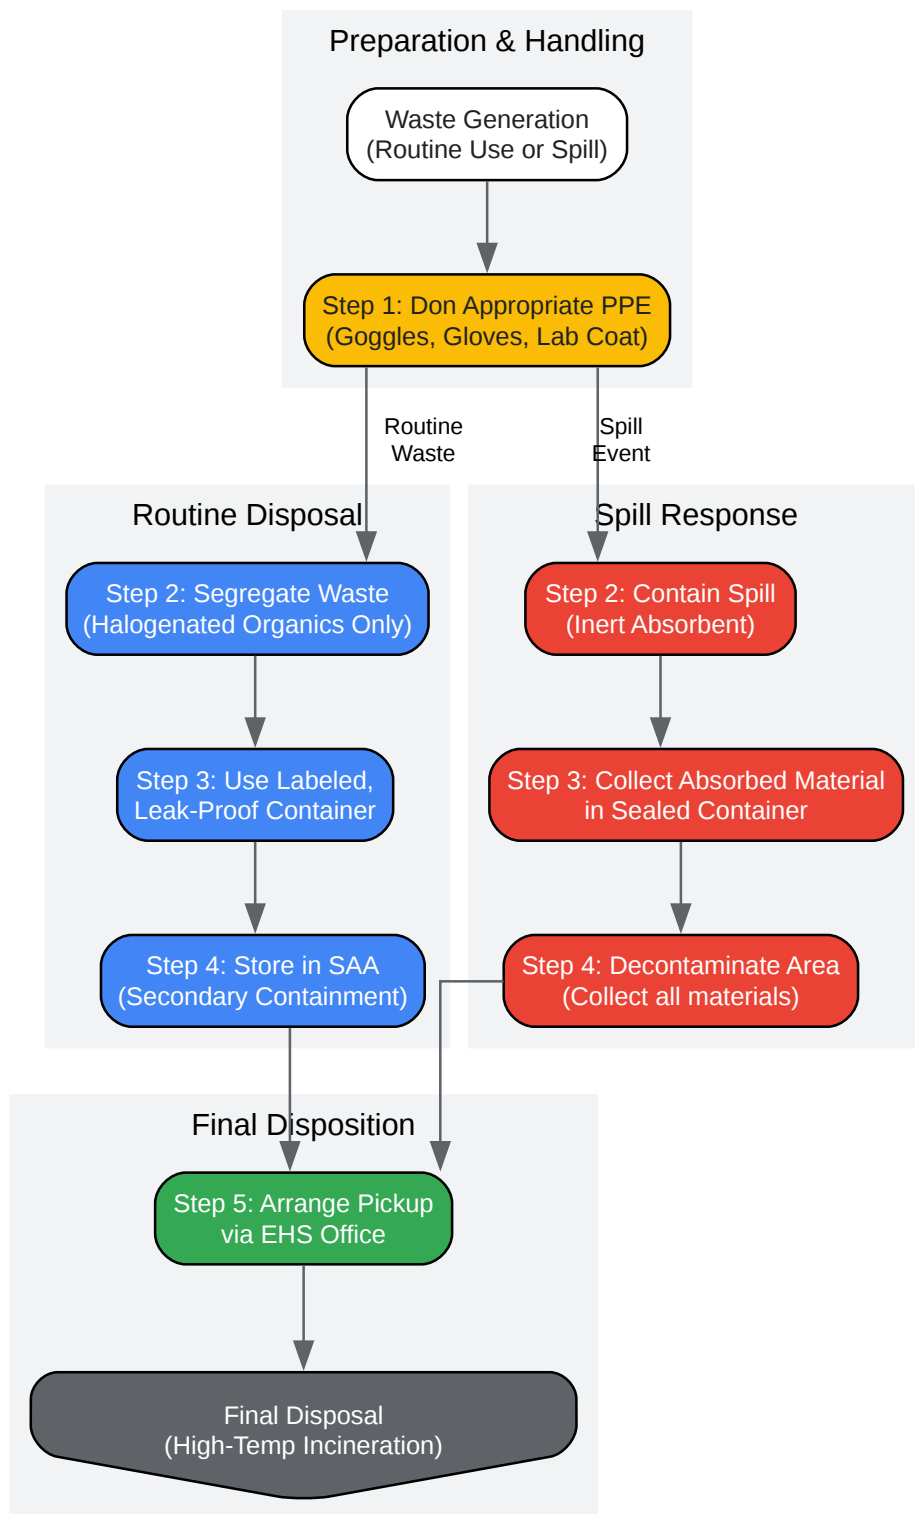 Preparation & Handling
Waste Generation
(Routine Use or Spill)
Step 1: Don Appropriate PPE
(Goggles, Gloves, Lab Coat)
Routine
Waste
Spill
Event
Routine Disposal
Step 2: Segregate Waste
(Halogenated Organics Only)
Step 3: Use Labeled,
Leak-Proof Container
Step 4: Store in SAA
(Secondary Containment)
Spill Response
Step 2: Contain Spill
(Inert Absorbent)
Step 3: Collect Absorbed Material
in Sealed Container
Step 4: Decontaminate Area
(Collect all materials)
Final Disposition
Step 5: Arrange Pickup
via EHS Office
Final Disposal
(High-Temp Incineration)